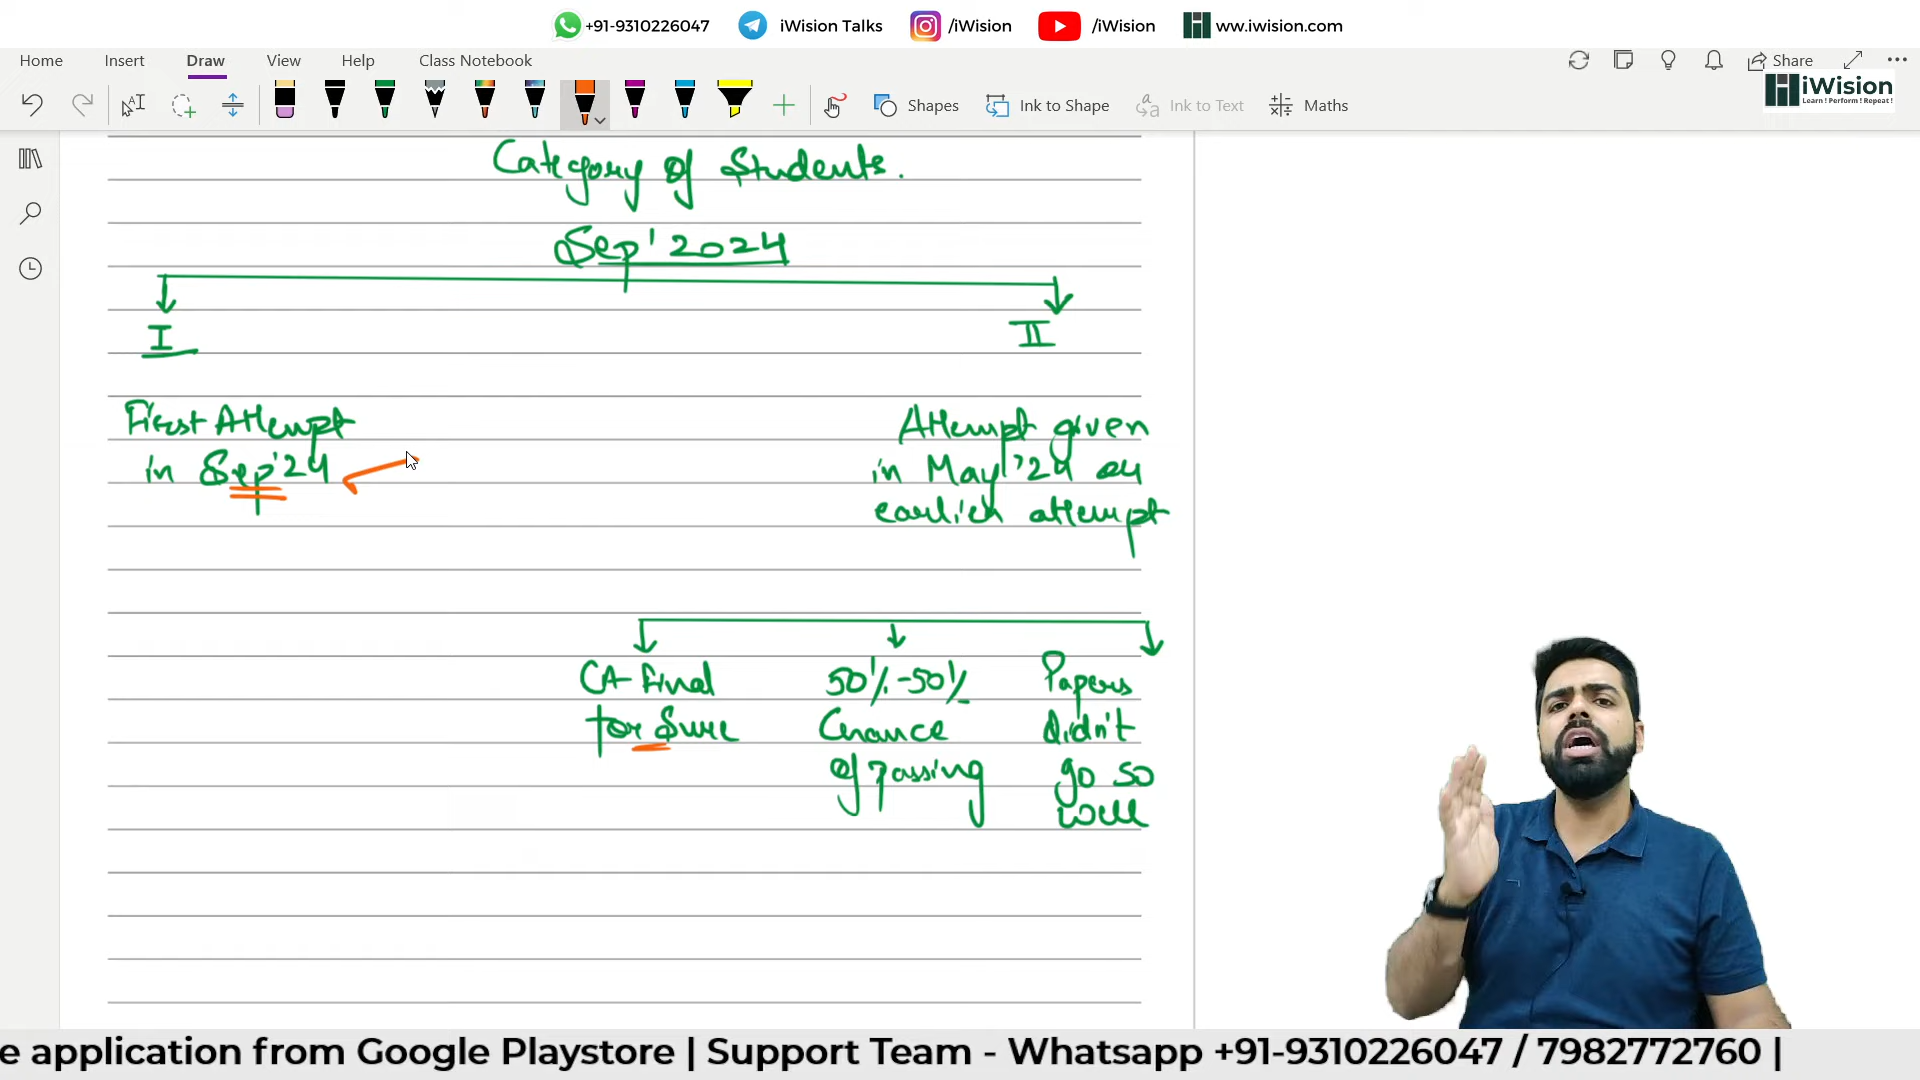 +91-9310226047 iWision Talks /iWision /iWision ww.iwision.com
Home Insert Draw View Help Class Notebook Share
Shapes Ink to Shape Ink to Text Maths
iWision
Learn ! Perform ! Repeat !
Category of Students.
Sep' 2024
I II
First Attempt
in Sep'24
Attempt given
in May'24 or
earlier attempt
CA-Final
for Sure
50%-50%
Chance
of passing
Papers
didn't
go so
well
e application from Google Playstore | Support Team - Whatsapp +91-9310226047 / 7982772760 |